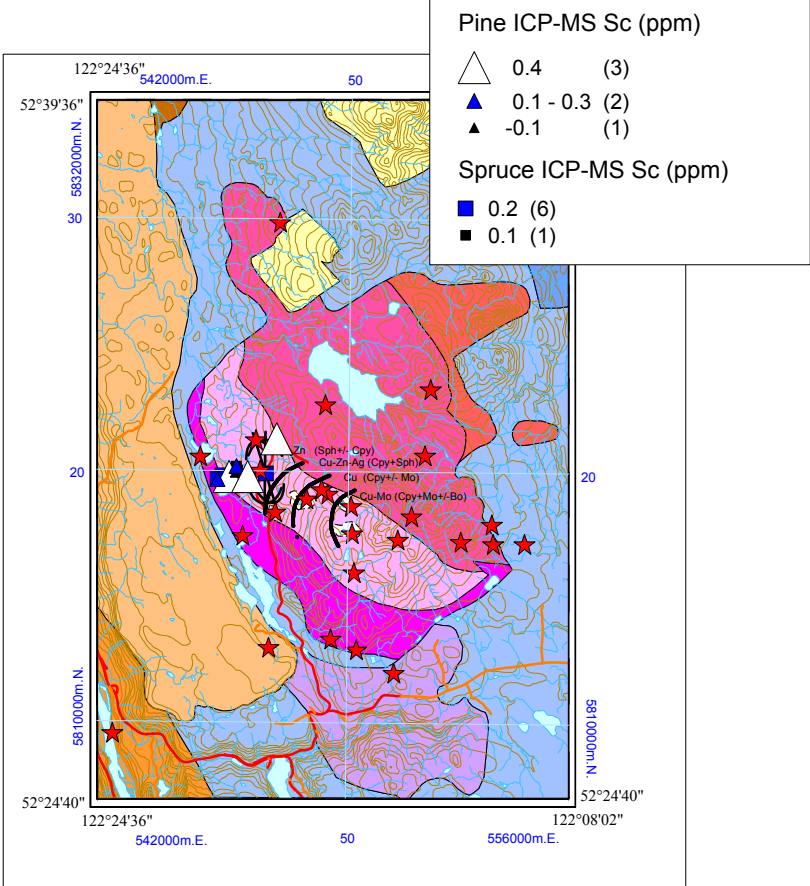 Pine ICP-MS Sc (ppm)
0.4 (3)
0.1 - 0.3 (2)
-0.1 (1)
Spruce ICP-MS Sc (ppm)
0.2 (6)
0.1 (1)
122°24'36"
542000m.E.
50
52°39'36"
5832000m.N.
30
Zn (Sph+/- Cpy)
Cu-Zn-Ag (Cpy+Sph)
20
20
Cu (Cpy+/- Mo)
Cu-Mo (Cpy+Mo+/-Bo)
5810000m.N.
5810000m.N.
52°24'40"
52°24'40"
122°24'36"
122°08'02"
542000m.E.
50
556000m.E.